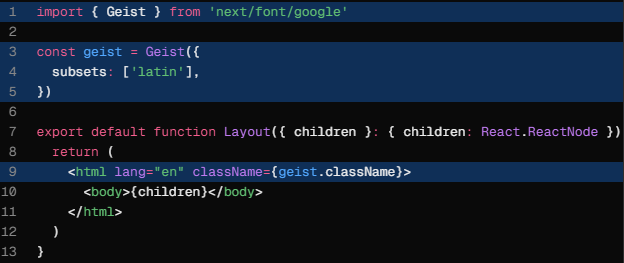 1 import { Geist } from 'next/font/google'
2
3 const geist = Geist({
4   subsets: ['latin'],
5 })
6
7 export default function Layout({ children }: { children: React.ReactNode })
8   return (
9     <html lang="en" className={geist.className}>
10       <body>{children}</body>
11     </html>
12   )
13 }